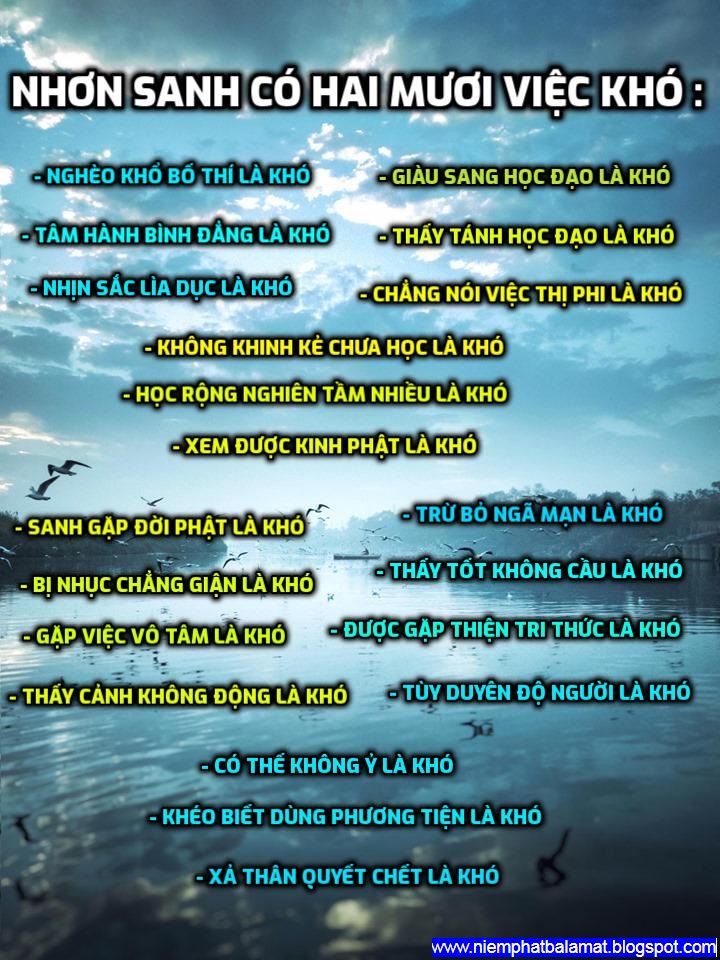 NHƠN SANH CÓ HAI MƯƠI VIỆC KHÓ :
- NGHÈO KHỔ BỐ THÍ LÀ KHÓ
- GIÀU SANG HỌC ĐẠO LÀ KHÓ
- TÂM HÀNH BÌNH ĐẲNG LÀ KHÓ
- THẤY TÁNH HỌC ĐẠO LÀ KHÓ
- NHỊN SẮC LÌA DỤC LÀ KHÓ
- CHẲNG NÓI VIỆC THỊ PHI LÀ KHÓ
- KHÔNG KHINH KẺ CHƯA HỌC LÀ KHÓ
- HỌC RỘNG NGHIÊN TẦM NHIỀU LÀ KHÓ
- XEM ĐƯỢC KINH PHẬT LÀ KHÓ
- SANH GẶP ĐỜI PHẬT LÀ KHÓ
- TRỪ BỎ NGÃ MẠN LÀ KHÓ
- BỊ NHỤC CHẲNG GIẬN LÀ KHÓ
- THẤY TỐT KHÔNG CẦU LÀ KHÓ
- GẶP VIỆC VÔ TÂM LÀ KHÓ
- ĐƯỢC GẶP THIỆN TRI THỨC LÀ KHÓ
- THẤY CẢNH KHÔNG ĐỘNG LÀ KHÓ
- TÙY DUYÊN ĐỘ NGƯỜI LÀ KHÓ
- CÓ THẾ KHÔNG Ỷ LÀ KHÓ
- KHÉO BIẾT DÙNG PHƯƠNG TIỆN LÀ KHÓ
- XẢ THÂN QUYẾT CHẾT LÀ KHÓ
www.niemphatbalamat.blogspot.com